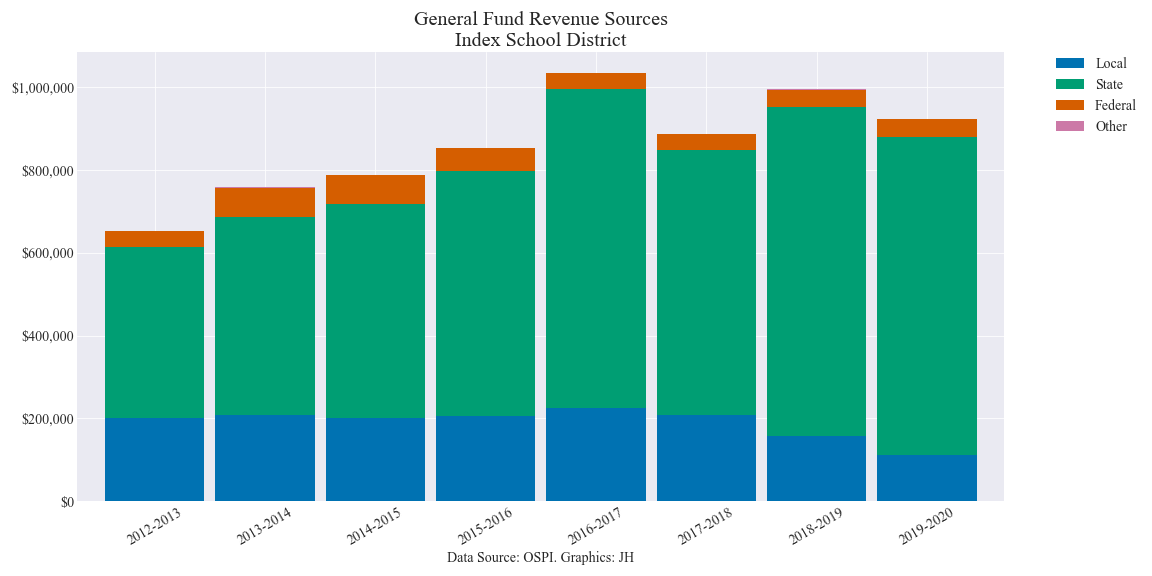 General Fund Revenue Sources
Index School District
Local
State
Federal
Other
$1,000,000
$800,000
$600,000
$400,000
$200,000
$0
2012-2013
2013-2014
2014-2015
2015-2016
2016-2017
2017-2018
2018-2019
2019-2020
Data Source: OSPI. Graphics: JH